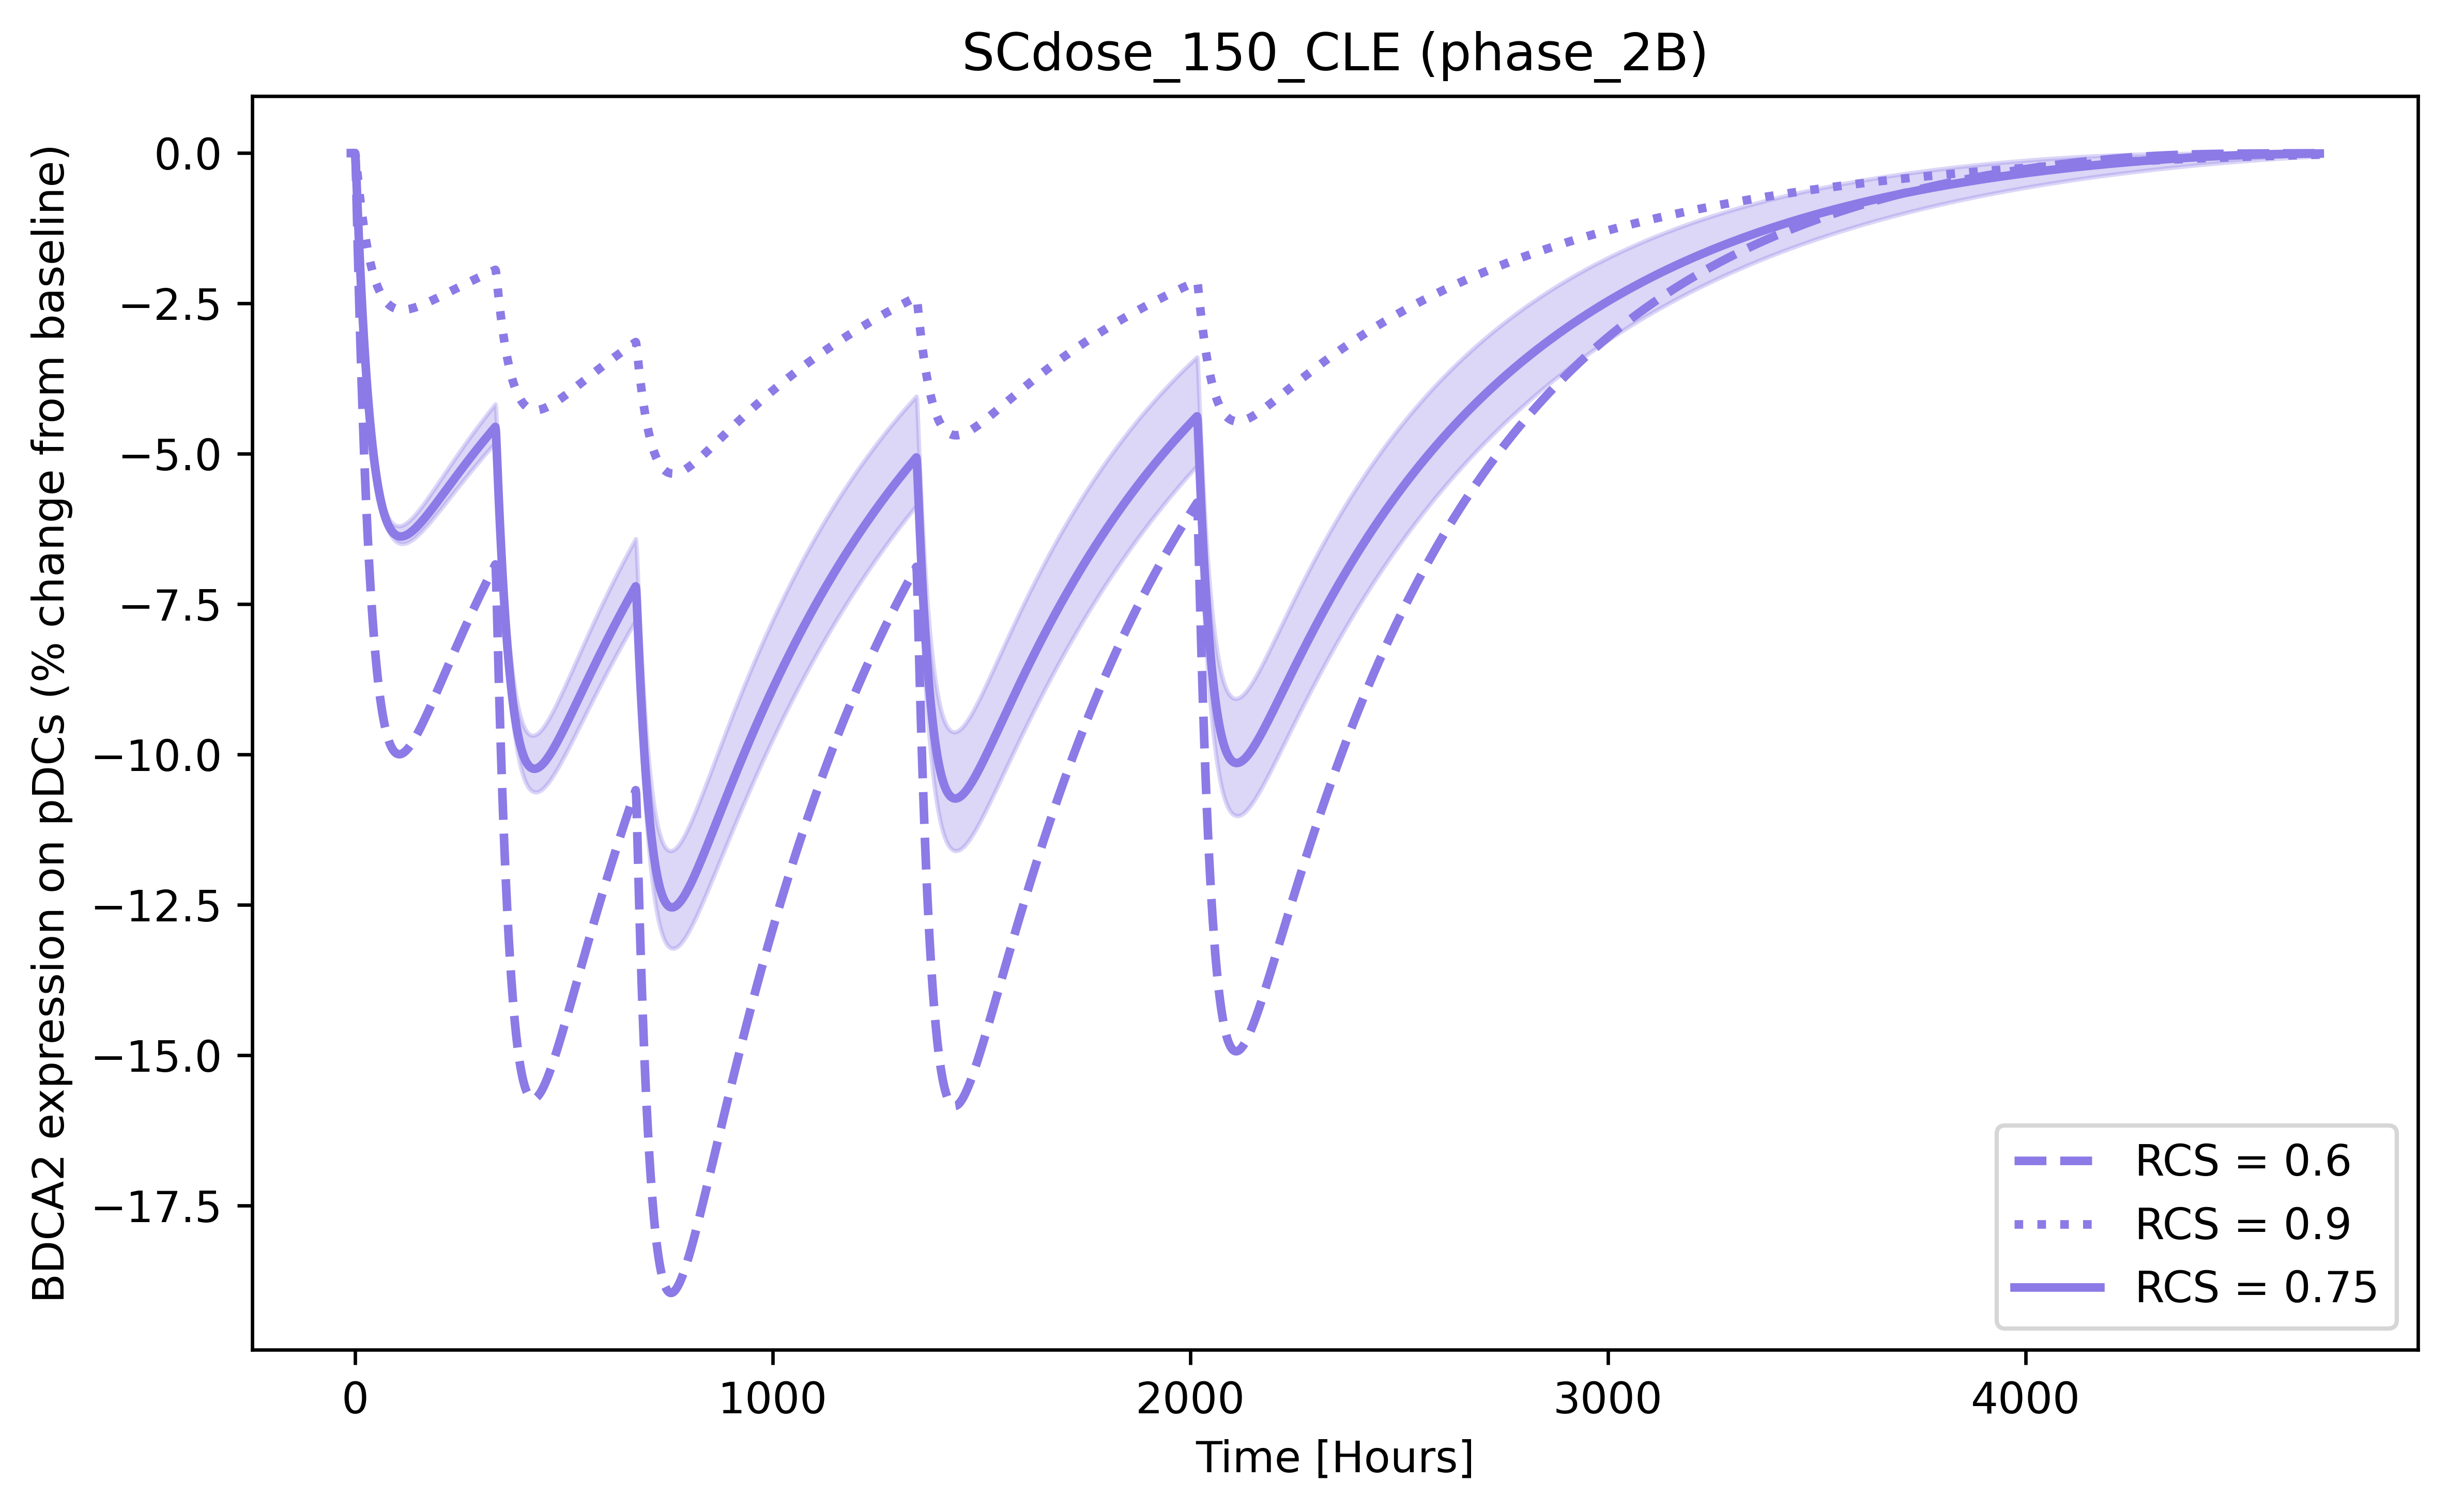 SCdose_150_CLE (phase_2B)
BDCA2 expression on pDCs (% change from baseline)
0.0
−2.5
−5.0
−7.5
−10.0
−12.5
−15.0
−17.5
RCS = 0.6
RCS = 0.9
RCS = 0.75
0 1000 2000 3000 4000
Time [Hours]